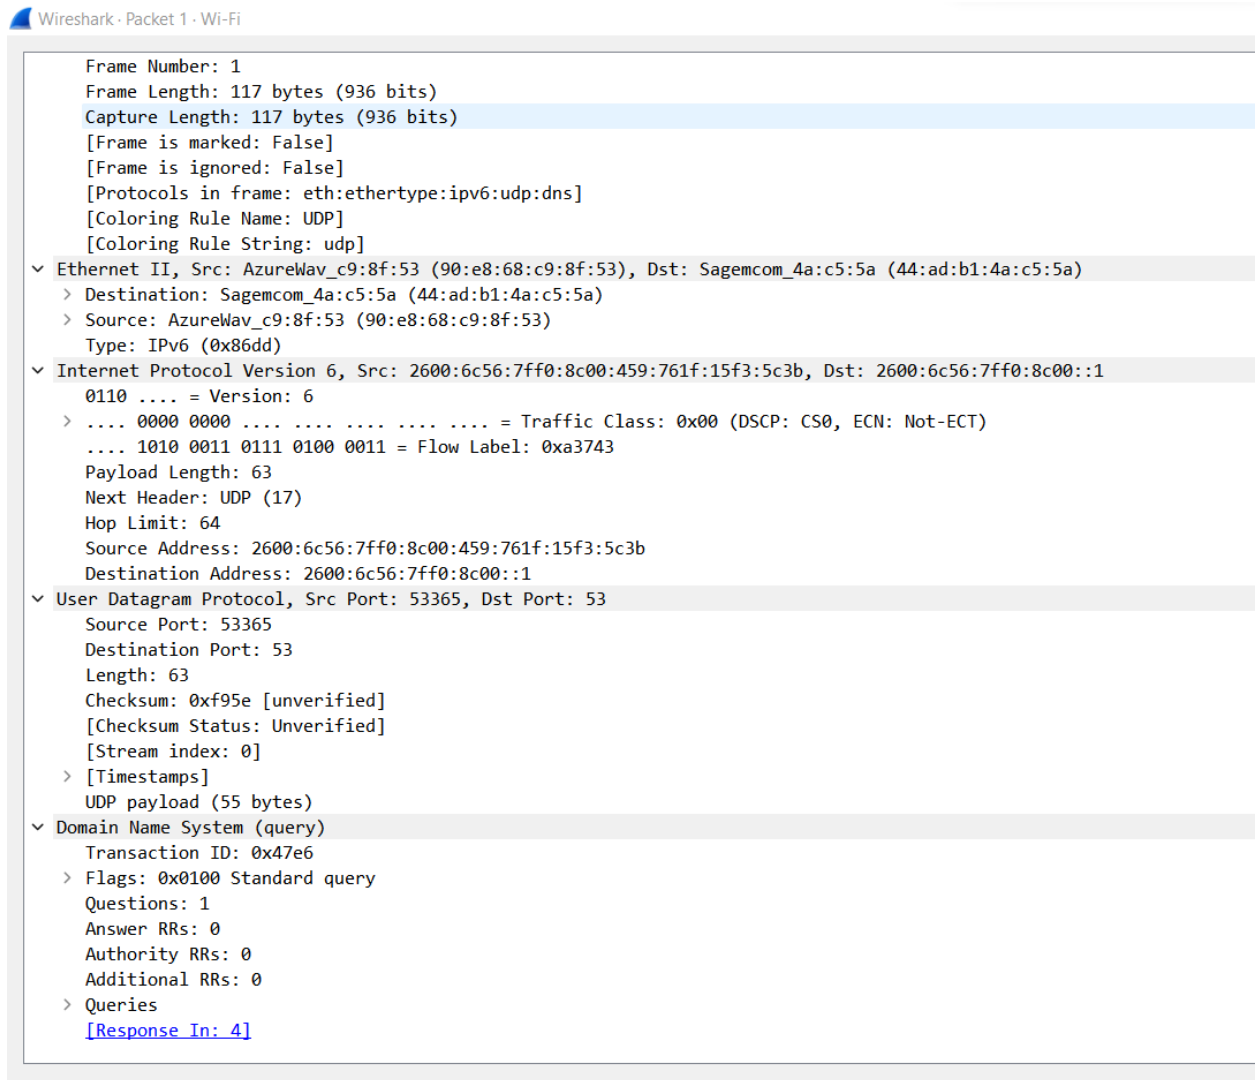 Wireshark · Packet 1 · Wi-Fi
Frame Number: 1
Frame Length: 117 bytes (936 bits)
Capture Length: 117 bytes (936 bits)
[Frame is marked: False]
[Frame is ignored: False]
[Protocols in frame: eth:ethertype:ipv6:udp:dns]
[Coloring Rule Name: UDP]
[Coloring Rule String: udp]
Ethernet II, Src: AzureWav_c9:8f:53 (90:e8:68:c9:8f:53), Dst: Sagemcom_4a:c5:5a (44:ad:b1:4a:c5:5a)
Destination: Sagemcom_4a:c5:5a (44:ad:b1:4a:c5:5a)
Source: AzureWav_c9:8f:53 (90:e8:68:c9:8f:53)
Type: IPv6 (0x86dd)
Internet Protocol Version 6, Src: 2600:6c56:7ff0:8c00:459:761f:15f3:5c3b, Dst: 2600:6c56:7ff0:8c00::1
0110 .... = Version: 6
.... 0000 0000 .... .... .... .... .... = Traffic Class: 0x00 (DSCP: CS0, ECN: Not-ECT)
.... 1010 0011 0111 0100 0011 = Flow Label: 0xa3743
Payload Length: 63
Next Header: UDP (17)
Hop Limit: 64
Source Address: 2600:6c56:7ff0:8c00:459:761f:15f3:5c3b
Destination Address: 2600:6c56:7ff0:8c00::1
User Datagram Protocol, Src Port: 53365, Dst Port: 53
Source Port: 53365
Destination Port: 53
Length: 63
Checksum: 0xf95e [unverified]
[Checksum Status: Unverified]
[Stream index: 0]
[Timestamps]
UDP payload (55 bytes)
Domain Name System (query)
Transaction ID: 0x47e6
Flags: 0x0100 Standard query
Questions: 1
Answer RRs: 0
Authority RRs: 0
Additional RRs: 0
Queries
[Response In: 4]